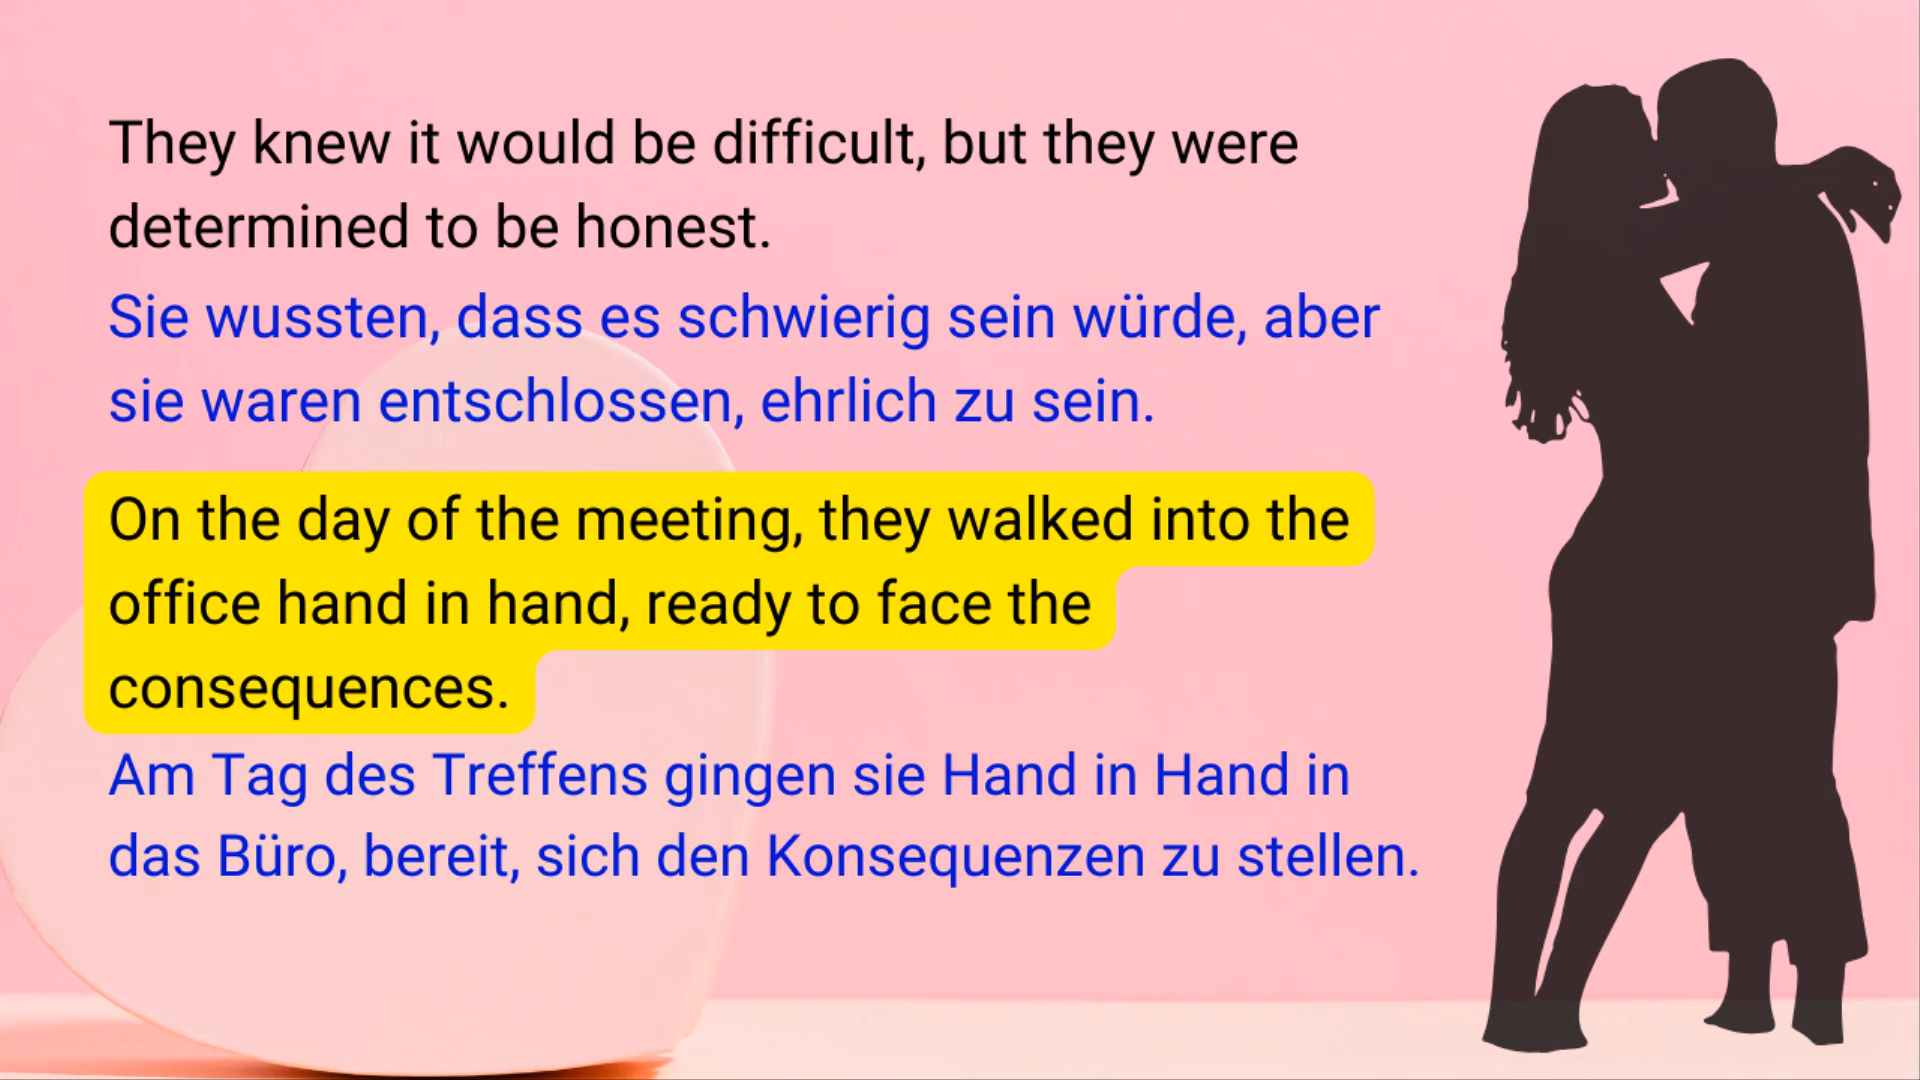 They knew it would be difficult, but they were
determined to be honest.
Sie wussten, dass es schwierig sein würde, aber
sie waren entschlossen, ehrlich zu sein.
On the day of the meeting, they walked into the
office hand in hand, ready to face the
consequences.
Am Tag des Treffens gingen sie Hand in Hand in
das Büro, bereit, sich den Konsequenzen zu stellen.